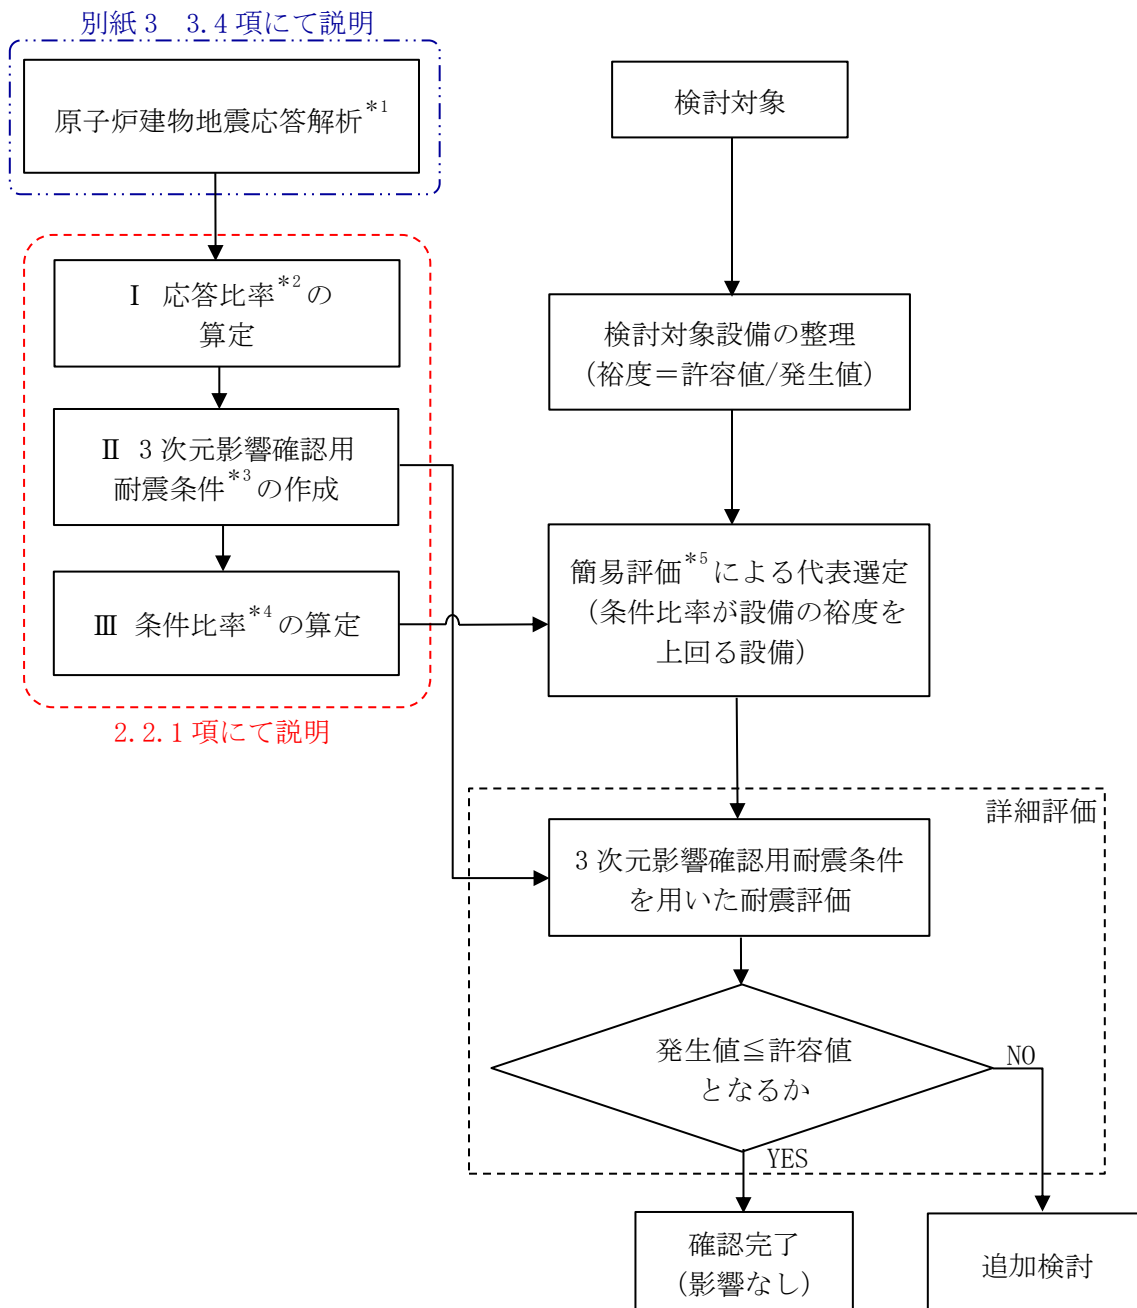 別紙3 3.4項にて説明
原子炉建物地震応答解析*1
Ⅰ 応答比率*2の
算定
Ⅱ 3次元影響確認用
耐震条件*3の作成
Ⅲ 条件比率*4の算定
2.2.1項にて説明
検討対象
検討対象設備の整理
(裕度=許容値/発生値)
簡易評価*5による代表選定
(条件比率が設備の裕度を
上回る設備)
詳細評価
3次元影響確認用耐震条件
を用いた耐震評価
発生値≦許容値
となるか
NO
YES
確認完了
(影響なし)
追加検討